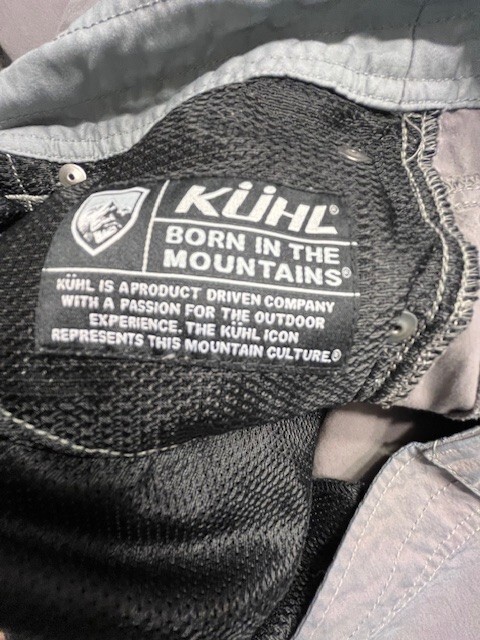 KÜHL®
BORN IN THE
MOUNTAINS®
KÜHL IS A PRODUCT DRIVEN COMPANY
WITH A PASSION FOR THE OUTDOOR
EXPERIENCE. THE KÜHL ICON
REPRESENTS THIS MOUNTAIN CULTURE.®